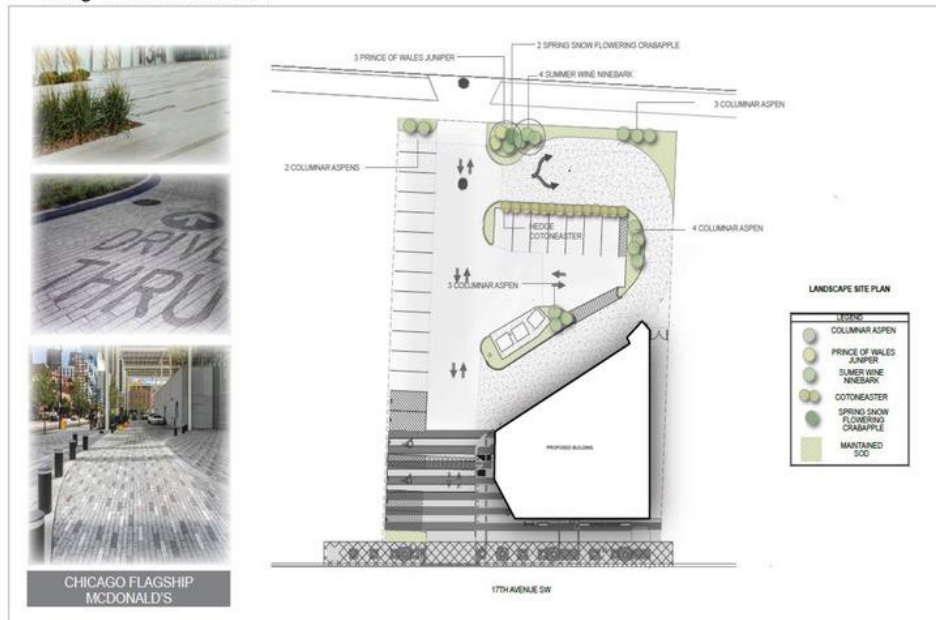 DRIVE
THRU
CHICAGO FLAGSHIP
MCDONALD'S
2 SPRING SNOW FLOWERING CRABAPPLE
3 PRINCE OF WALES JUNIPER
4 SUMMER WINE NINEBARK
3 COLUMNAR ASPEN
2 COLUMNAR ASPENS
HEDGE
COTONEASTER
4 COLUMNAR ASPEN
3 COLUMNAR ASPEN
PROPOSED BUILDING
17TH AVENUE SW
LANDSCAPE SITE PLAN
LEGEND
COLUMNAR ASPEN
PRINCE OF WALES
JUNIPER
SUMER WINE
NINEBARK
COTONEASTER
SPRING SNOW
FLOWERING
CRABAPPLE
MAINTAINED
SOD